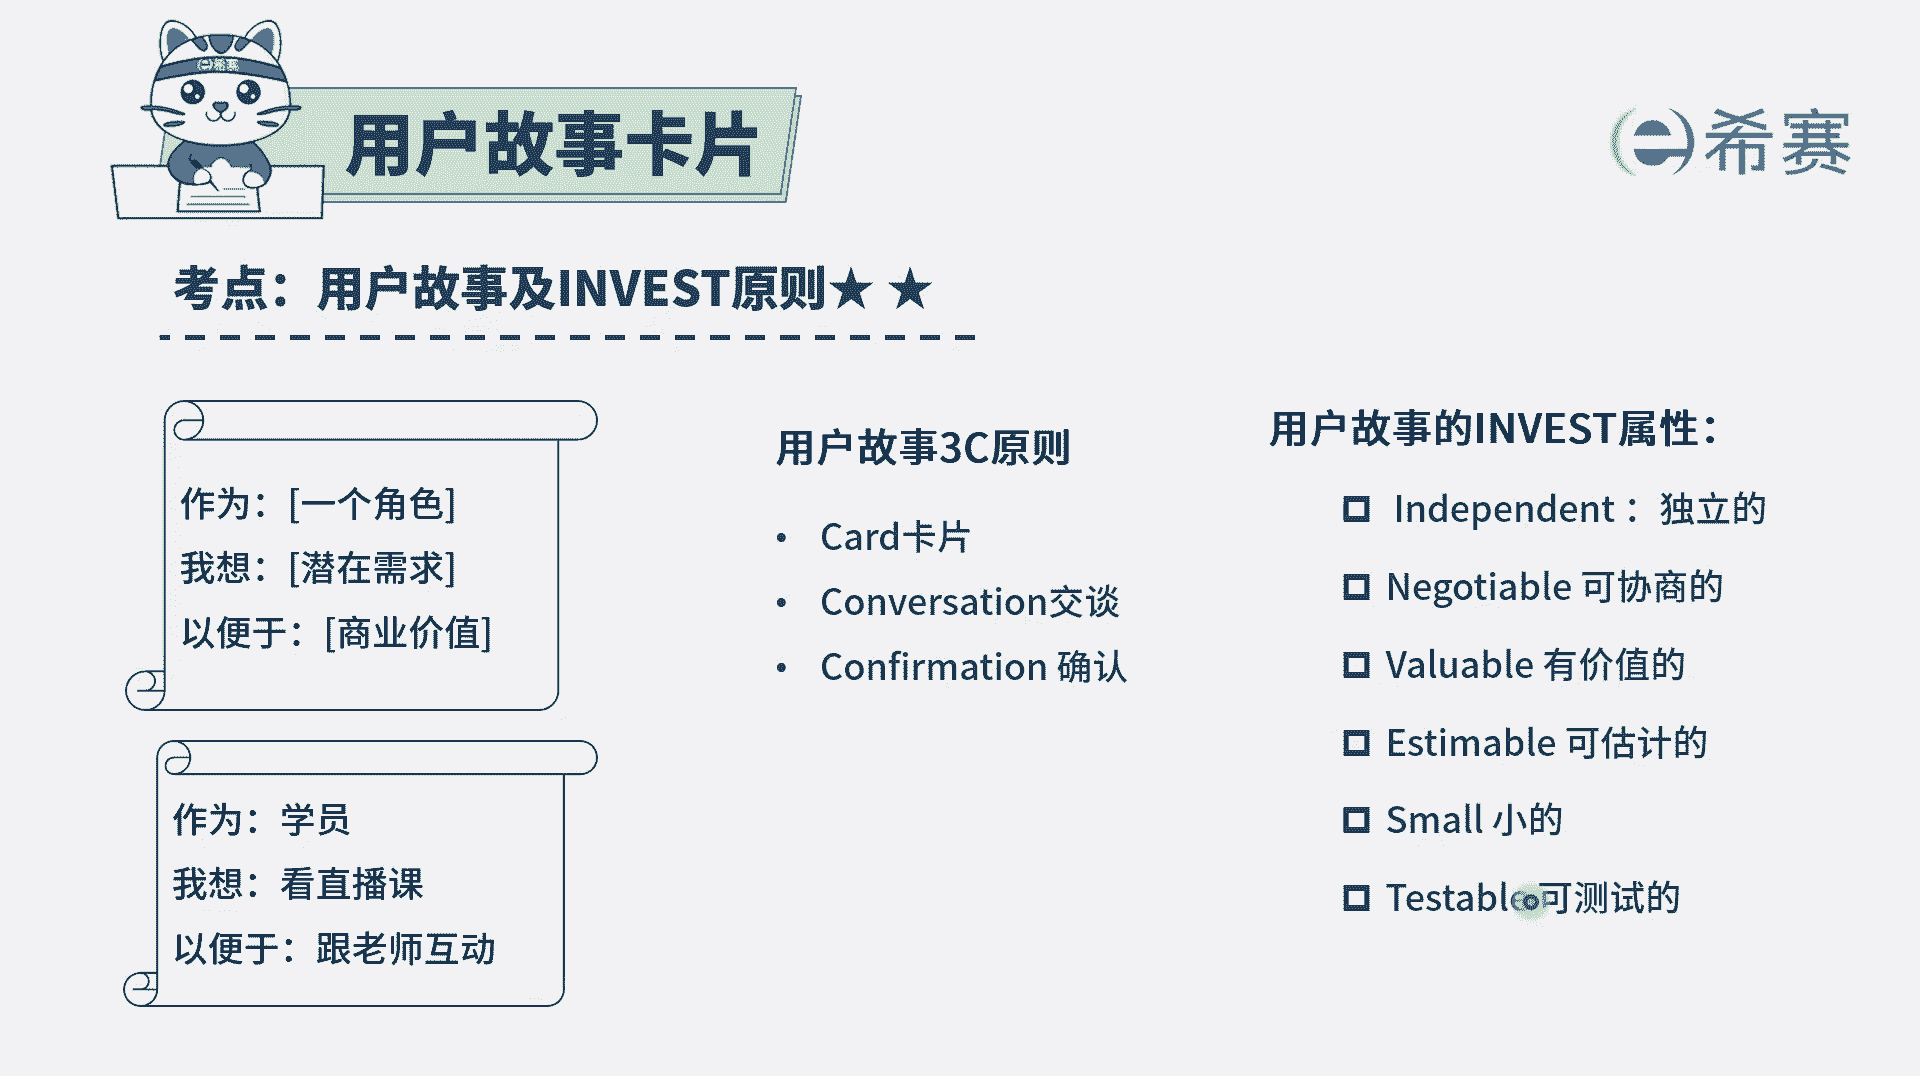 e希赛
用户故事卡片
e希赛
考点：用户故事及INVEST原则★ ★
作为：[一个角色]
我想：[潜在需求]
以便于：[商业价值]
作为：学员
我想：看直播课
以便于：跟老师互动
用户故事3C原则
• Card卡片
• Conversation交谈
• Confirmation 确认
用户故事的INVEST属性：
Independent ：独立的
Negotiable 可协商的
Valuable 有价值的
Estimable 可估计的
Small 小的
Testable 可测试的